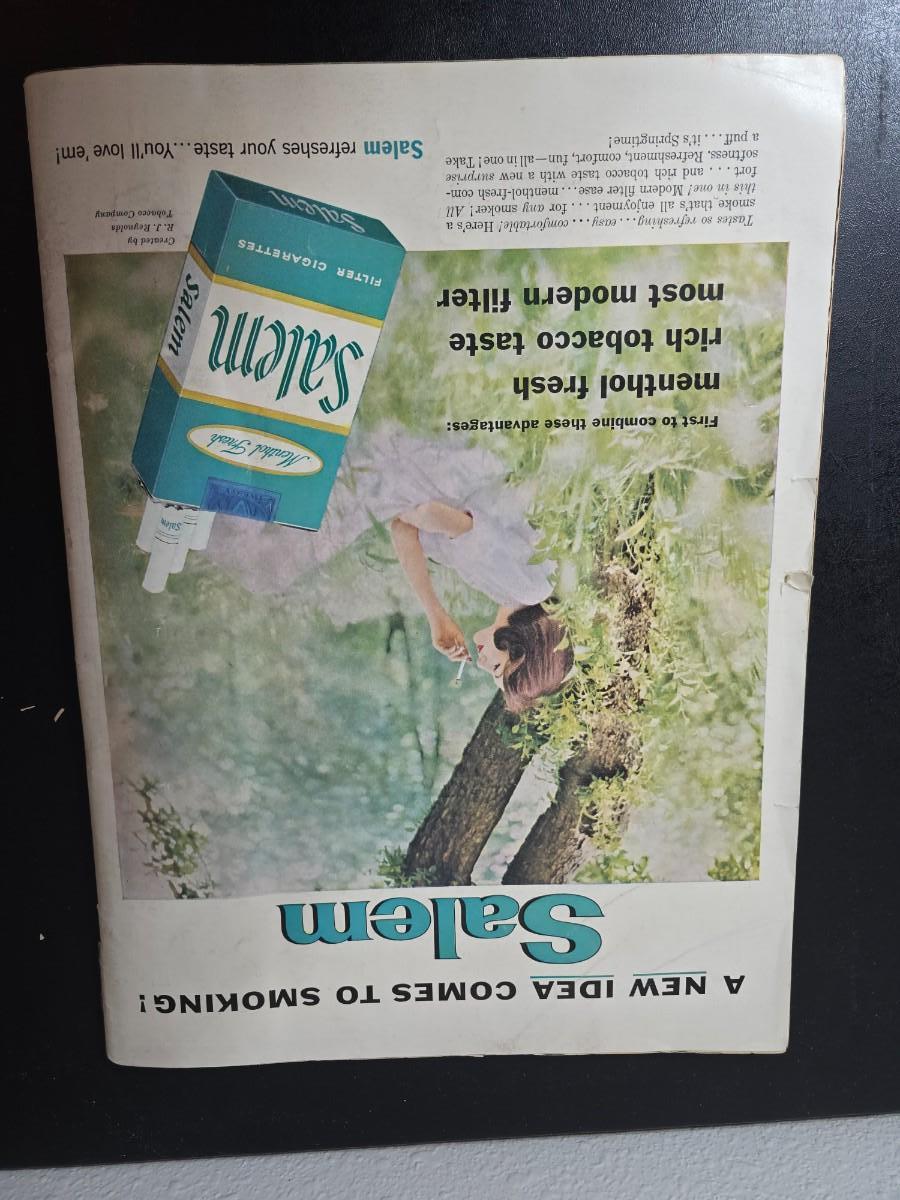 A NEW IDEA COMES TO SMOKING!
Salem
First to combine these advantages:
menthol fresh
rich tobacco taste
most modern filter
Salem
Menthol Fresh
Salem
Salem
FILTER CIGARETTES
Salem
Created by
R. J. Reynolds
Tobacco Company
Tastes so refreshing...easy...comfortable! Here's a
smoke that's all enjoyment . . . for any smoker! All
this in one! Modern filter ease...menthol-fresh com-
fort . . . and rich tobacco taste with a new surprise
softness. Refreshment, comfort, fun—all in one! Take
a puff . . . it's Springtime!
Salem refreshes your taste...You'll love 'em!